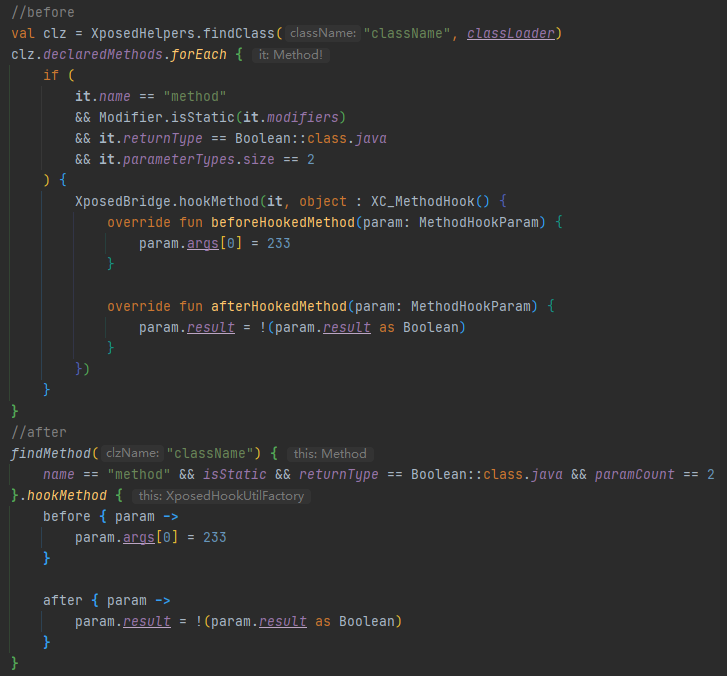 //before
val clz = XposedHelpers.findClass( className: "className", classLoader)
clz.declaredMethods.forEach { it: Method!
if (
it.name == "method"
&& Modifier.isStatic(it.modifiers)
&& it.returnType == Boolean::class.java
&& it.parameterTypes.size == 2
) {
XposedBridge.hookMethod(it, object : XC_MethodHook() {
override fun beforeHookedMethod(param: MethodHookParam) {
param.args[0] = 233
}
override fun afterHookedMethod(param: MethodHookParam) {
param.result = !(param.result as Boolean)
}
})
}
}
//after
findMethod( clzName: "className") { this: Method
name == "method" && isStatic && returnType == Boolean::class.java && paramCount == 2
}.hookMethod { this: XposedHookUtilFactory
before { param ->
param.args[0] = 233
}
after { param ->
param.result = !(param.result as Boolean)
}
}